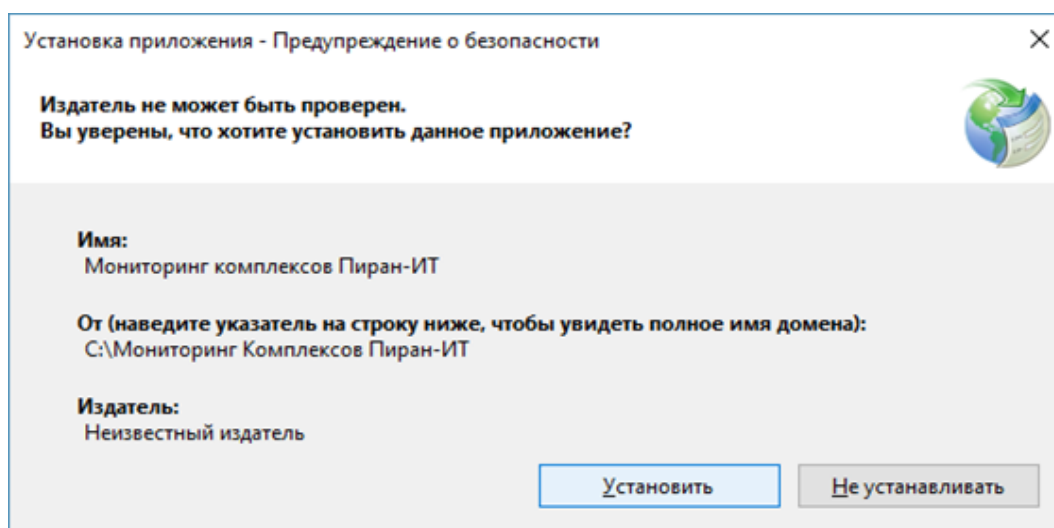 Установка приложения - Предупреждение о безопасности
Издатель не может быть проверен.
Вы уверены, что хотите установить данное приложение?
Имя:
Мониторинг комплексов Пиран-ИТ
От (наведите указатель на строку ниже, чтобы увидеть полное имя домена):
C:\Мониторинг Комплексов Пиран-ИТ
Издатель:
Неизвестный издатель
Установить Не устанавливать